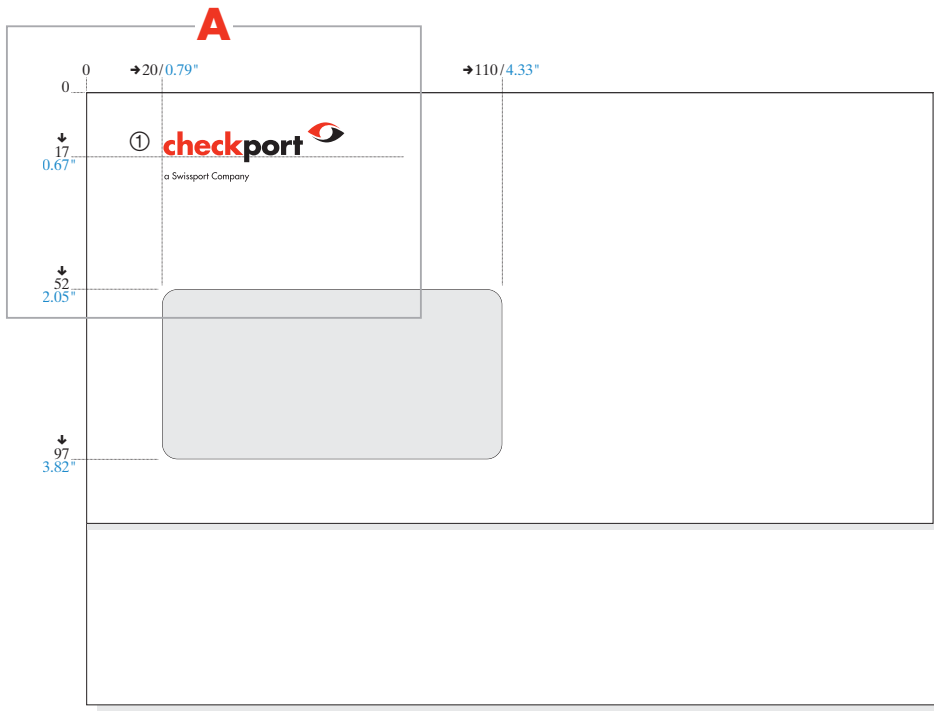 A
0 →20/0.79" →110/4.33"
0
↓
17
0.67"
① checkport
a Swissport Company
↓
52
2.05"
↓
97
3.82"